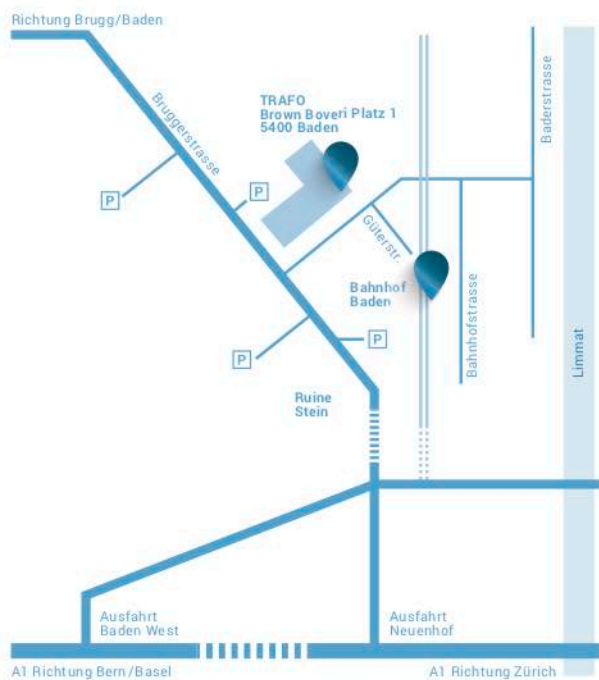 Richtung Brugg/Baden
Bruggerstrasse
TRAFO
Brown Boveri Platz 1
5400 Baden
Baderstrasse
P
P
Güterstr.
Bahnhof
Baden
Bahnhofstrasse
Limmat
P
P
Ruine
Stein
Ausfahrt
Baden West
Ausfahrt
Neuenhof
A1 Richtung Bern/Basel
A1 Richtung Zürich